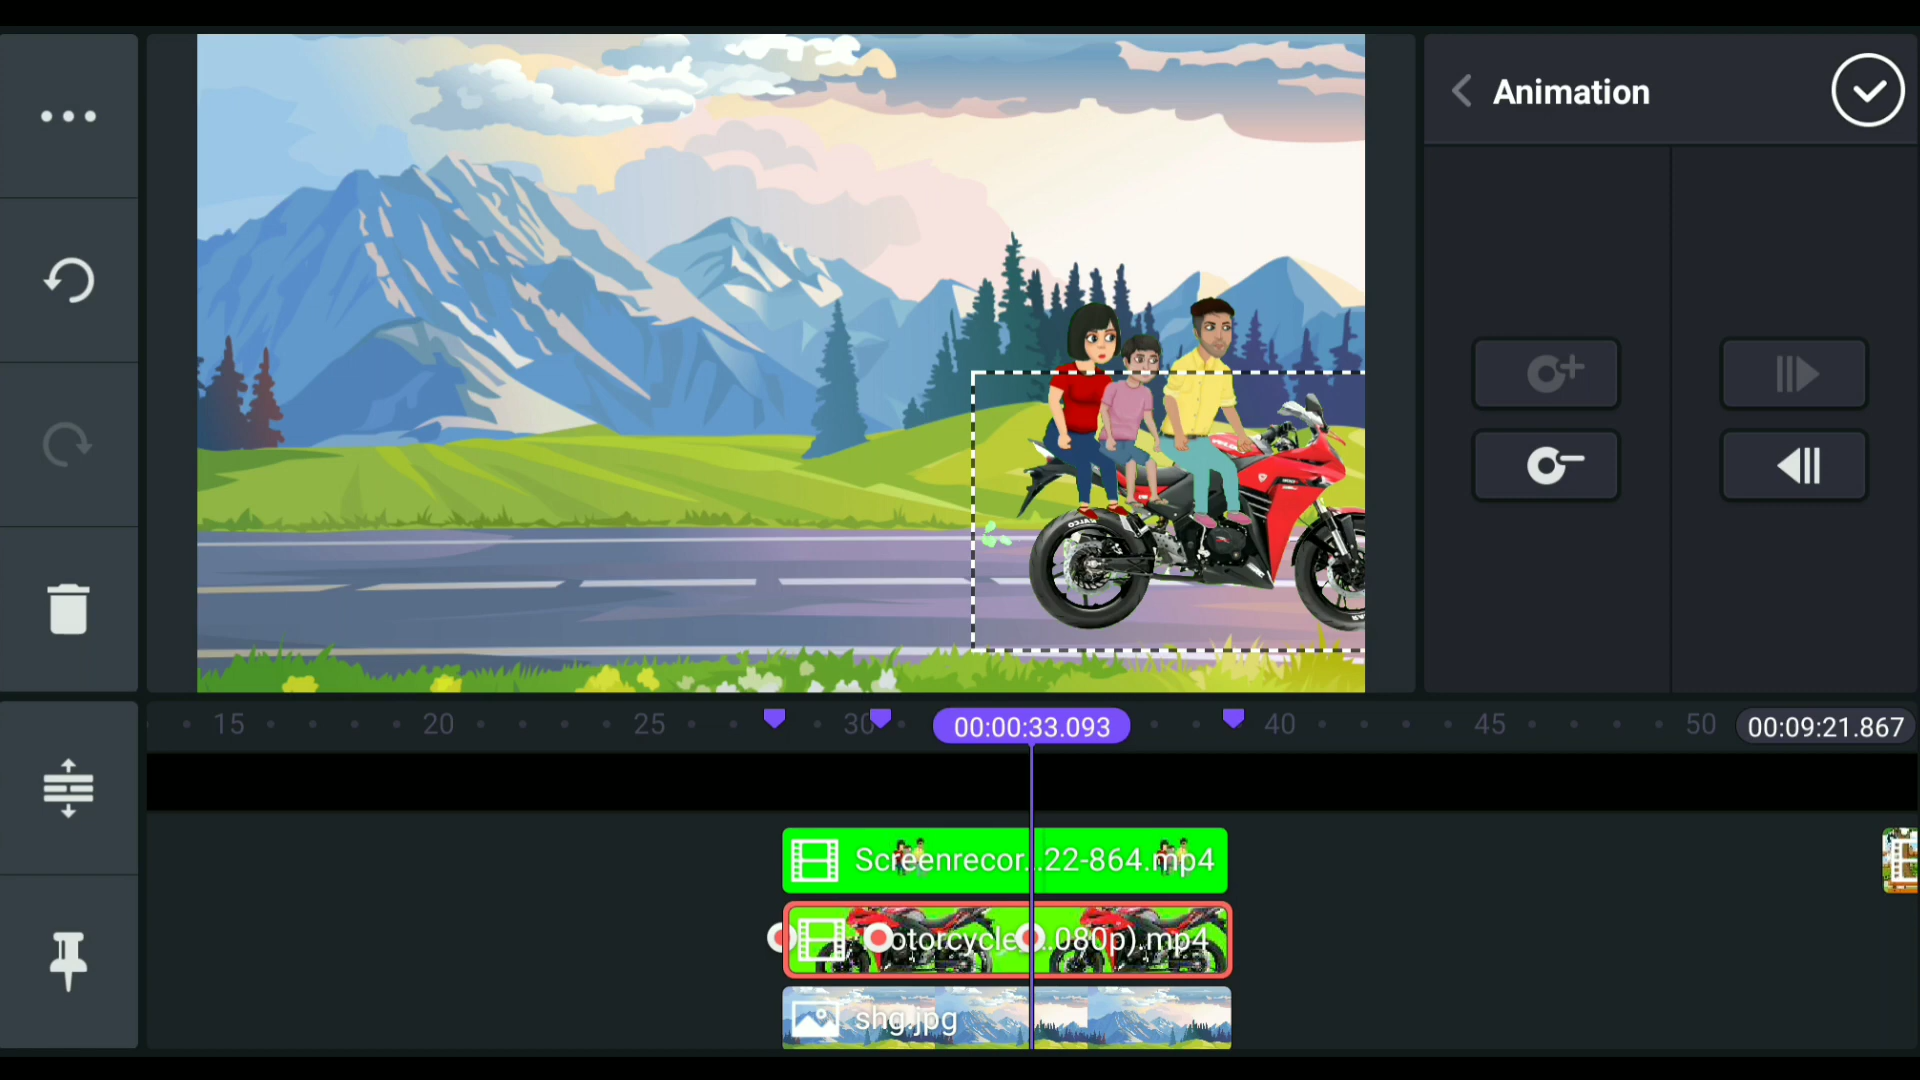 Animation
15 20 25 30 00:00:33.093 40 45 50 00:09:21.867
Screenrecor...22-864.mp4
otorcycle...080p).mp4
shg.jpg